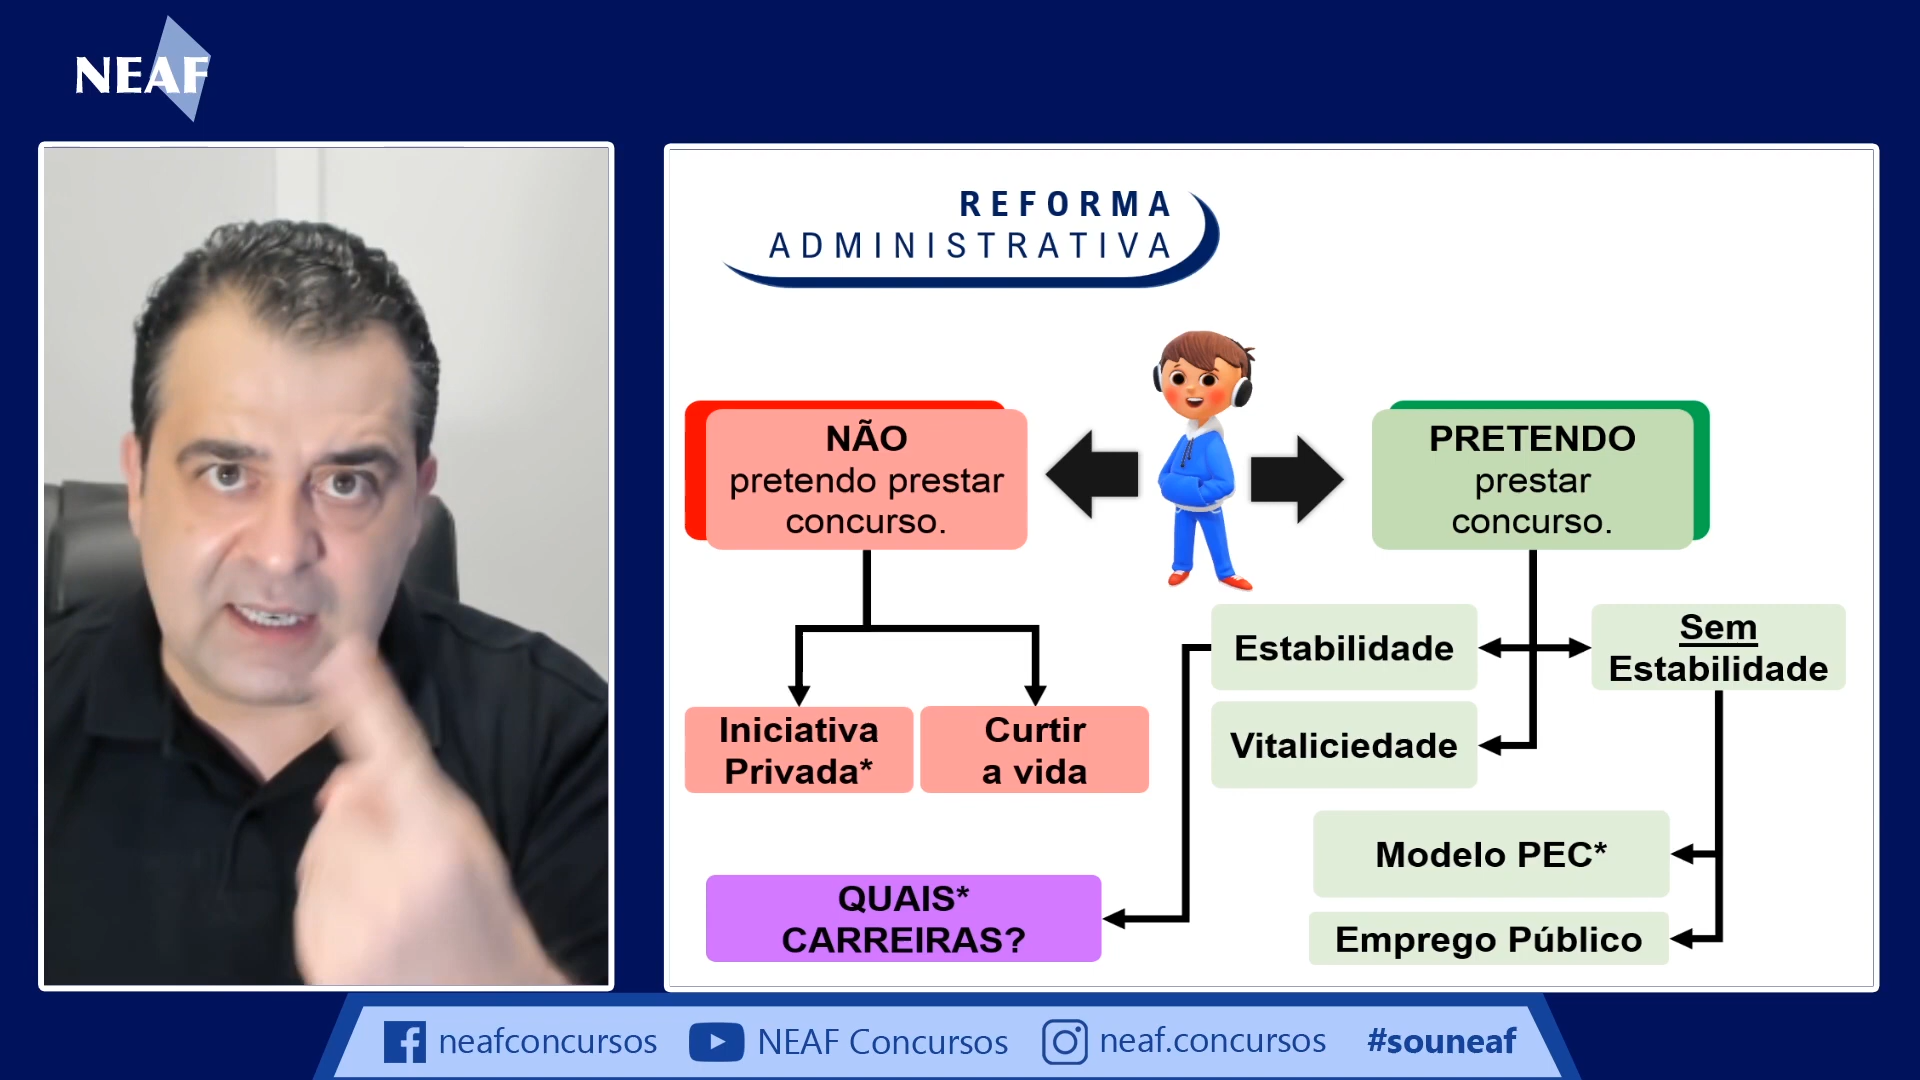 NEAF
REFORMA
ADMINISTRATIVA
NÃO
pretendo prestar
concurso.
PRETENDO
prestar
concurso.
Estabilidade
Sem
Estabilidade
Iniciativa
Privada*
Curtir
a vida
Vitaliciedade
Modelo PEC*
QUAIS*
CARREIRAS?
Emprego Público
neafconcursos
NEAF Concursos
neaf.concursos
#souneaf